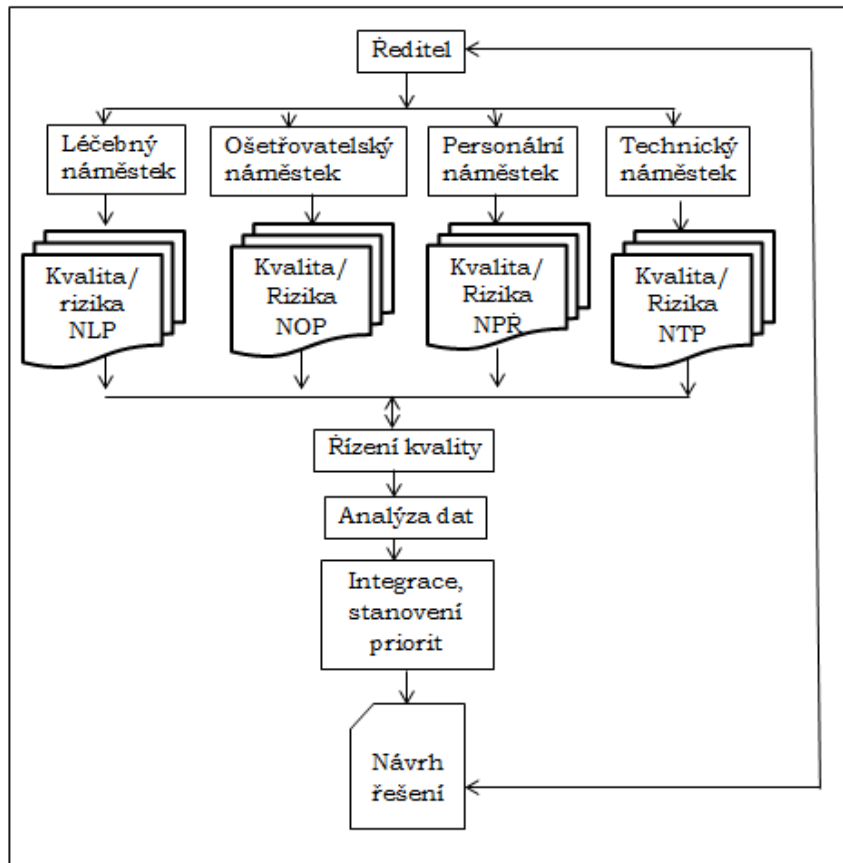 Ředitel
Léčebný
náměstek
Ošetřovatelský
náměstek
Personální
náměstek
Technický
náměstek
Kvalita/
rizika
NLP
Kvalita/
Rizika
NOP
Kvalita/
Rizika
NPŘ
Kvalita/
Rizika
NTP
Řízení kvality
Analýza dat
Integrace,
stanovení
priorit
Návrh
řešení